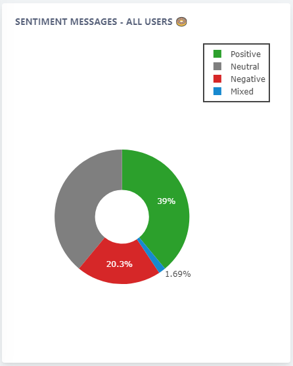 SENTIMENT MESSAGES - ALL USERS
Positive
Neutral
Negative
Mixed
39%
20.3%
1.69%